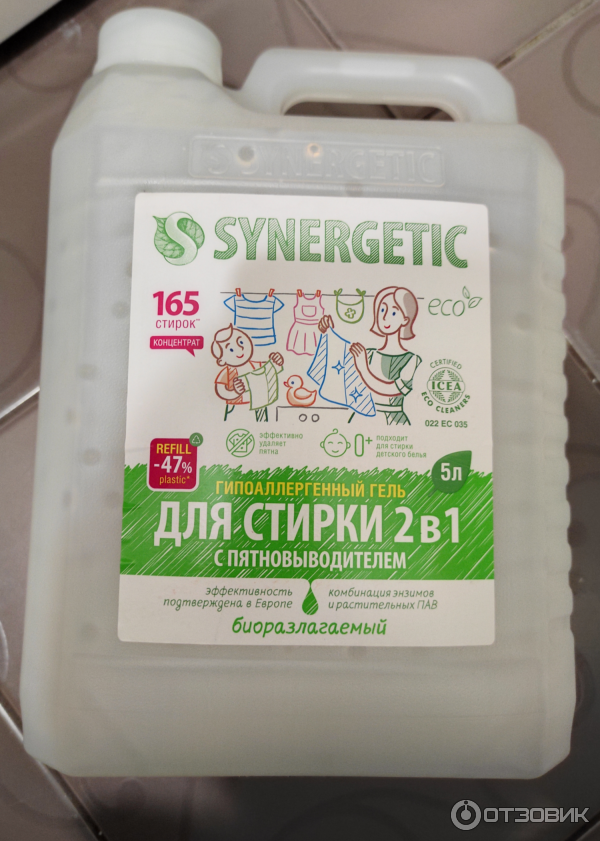 SYNERGETIC
SYNERGETIC
165
стирок**
КОНЦЕНТРАТ
eco
CERTIFIED
ICEA
ECO CLEANERS
022 EC 035
REFILL
-47%
plastic*
эффективно
удаляет
пятна
0+
подходит
для стирки
детского белья
5л
ГИПОАЛЛЕРГЕННЫЙ ГЕЛЬ
ДЛЯ СТИРКИ 2 в 1
С ПЯТНОВЫВОДИТЕЛЕМ
эффективность
подтверждена в Европе
комбинация энзимов
и растительных ПАВ
биоразлагаемый
ОТЗОВИК